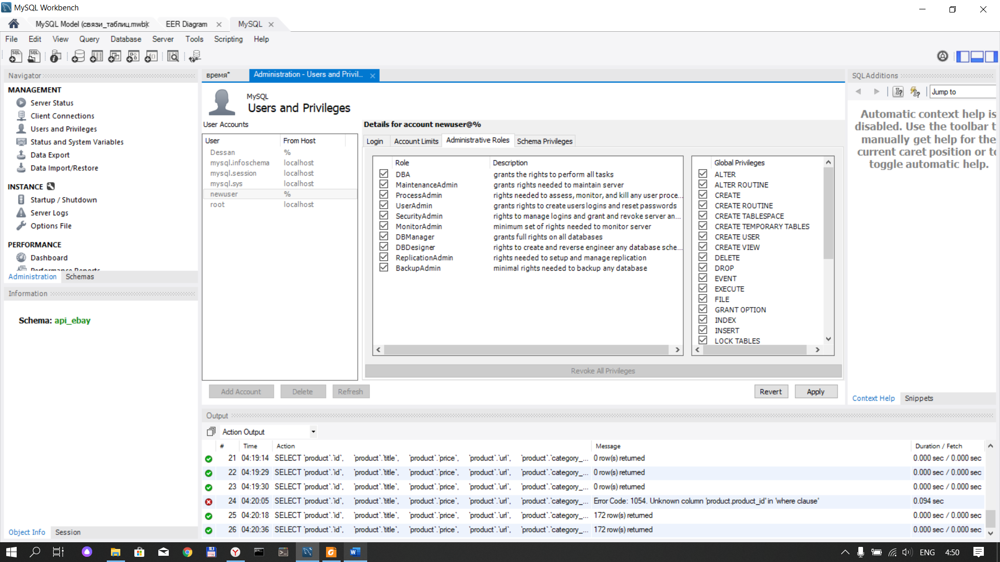 MySQL Workbench
MySQL Model (связи_таблиц.mwb)
EER Diagram
MySQL
File Edit View Query Database Server Tools Scripting Help
Navigator
MANAGEMENT
Server Status
Client Connections
Users and Privileges
Status and System Variables
Data Export
Data Import/Restore
INSTANCE
Startup / Shutdown
Server Logs
Options File
PERFORMANCE
Dashboard
Performance Reports
Administration Schemas
Information
Schema: api_ebay
Object Info Session
время*
Administration - Users and Privil...
MySQL
Users and Privileges
User Accounts
User From Host
Dessan %
mysql.infoschema localhost
mysql.session localhost
mysql.sys localhost
newuser %
root localhost
Add Account Delete Refresh
Details for account newuser@%
Login Account Limits Administrative Roles Schema Privileges
Role Description
DBA grants the rights to perform all tasks
MaintenanceAdmin grants rights needed to maintain server
ProcessAdmin rights needed to assess, monitor, and kill any user proce...
UserAdmin grants rights to create users logins and reset passwords
SecurityAdmin rights to manage logins and grant and revoke server an...
MonitorAdmin minimum set of rights needed to monitor server
DBManager grants full rights on all databases
DBDesigner rights to create and reverse engineer any database sche...
ReplicationAdmin rights needed to setup and manage replication
BackupAdmin minimal rights needed to backup any database
Global Privileges
ALTER
ALTER ROUTINE
CREATE
CREATE ROUTINE
CREATE TABLESPACE
CREATE TEMPORARY TABLES
CREATE USER
CREATE VIEW
DELETE
DROP
EVENT
EXECUTE
FILE
GRANT OPTION
INDEX
INSERT
LOCK TABLES
Revoke All Privileges
Revert Apply
SQLAdditions
Jump to
Automatic context help is
disabled. Use the toolbar t
manually get help for the
current caret position or to
toggle automatic help.
Context Help Snippets
Output
Action Output
# Time Action Message Duration / Fetch
21 04:19:14 SELECT `product`.`id`, `product`.`title`, `product`.`price`, `product`.`url`, `product`.`category_... 0 row(s) returned 0.000 sec / 0.000 sec
22 04:19:29 SELECT `product`.`id`, `product`.`title`, `product`.`price`, `product`.`url`, `product`.`category_... 0 row(s) returned 0.000 sec / 0.000 sec
23 04:19:30 SELECT `product`.`id`, `product`.`title`, `product`.`price`, `product`.`url`, `product`.`category_... 0 row(s) returned 0.000 sec / 0.000 sec
24 04:20:05 SELECT `product`.`id`, `product`.`title`, `product`.`price`, `product`.`url`, `product`.`category_... Error Code: 1054. Unknown column 'product.product_id' in 'where clause' 0.094 sec
25 04:20:18 SELECT `product`.`id`, `product`.`title`, `product`.`price`, `product`.`url`, `product`.`category_... 172 row(s) returned 0.000 sec / 0.000 sec
26 04:20:36 SELECT `product`.`id`, `product`.`title`, `product`.`price`, `product`.`url`, `product`.`category_... 172 row(s) returned 0.000 sec / 0.000 sec
ENG 4:50